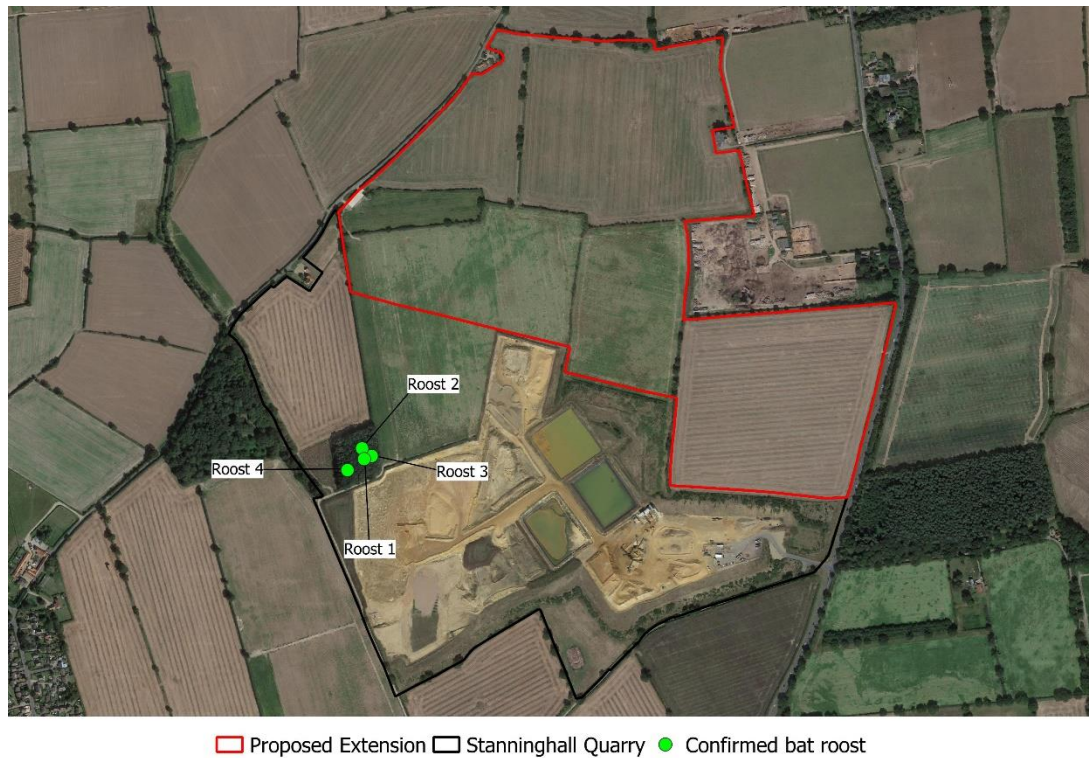 Roost 2
Roost 4
Roost 3
Roost 1
Proposed Extension Stanninghall Quarry Confirmed bat roost